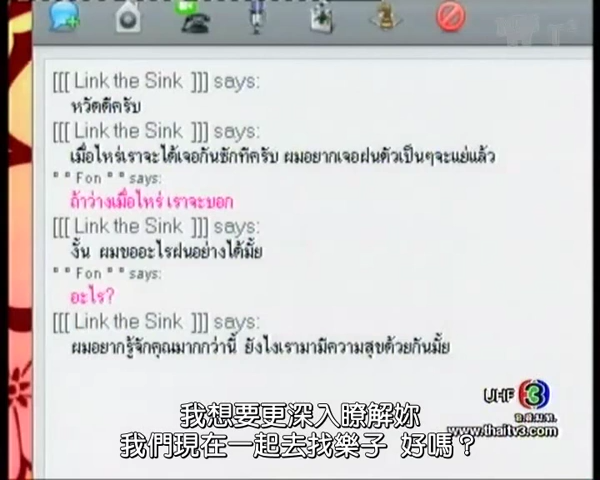 [[[ Link the Sink ]]] says:
หวัดดีครับ
[[[ Link the Sink ]]] says:
เมื่อไหร่เราจะได้เจอกันซักทีครับ ผมอยากเจอฝนตัวเป็นๆจะแย่แล้ว
* * Fon * * says:
ถ้าว่างเมื่อไหร่ เราจะบอก
[[[ Link the Sink ]]] says:
งั้น ผมขออะไรฝนอย่างได้มั้ย
* * Fon * * says:
อะไร?
[[[ Link the Sink ]]] says:
ผมอยากรู้จักคุณมากกว่านี้ ยังไงเรามามีความสุขด้วยกันมั้ย
UHF 3
www.thaitv3.com
我想要更深入瞭解妳
我們現在一起去找樂子 好嗎？